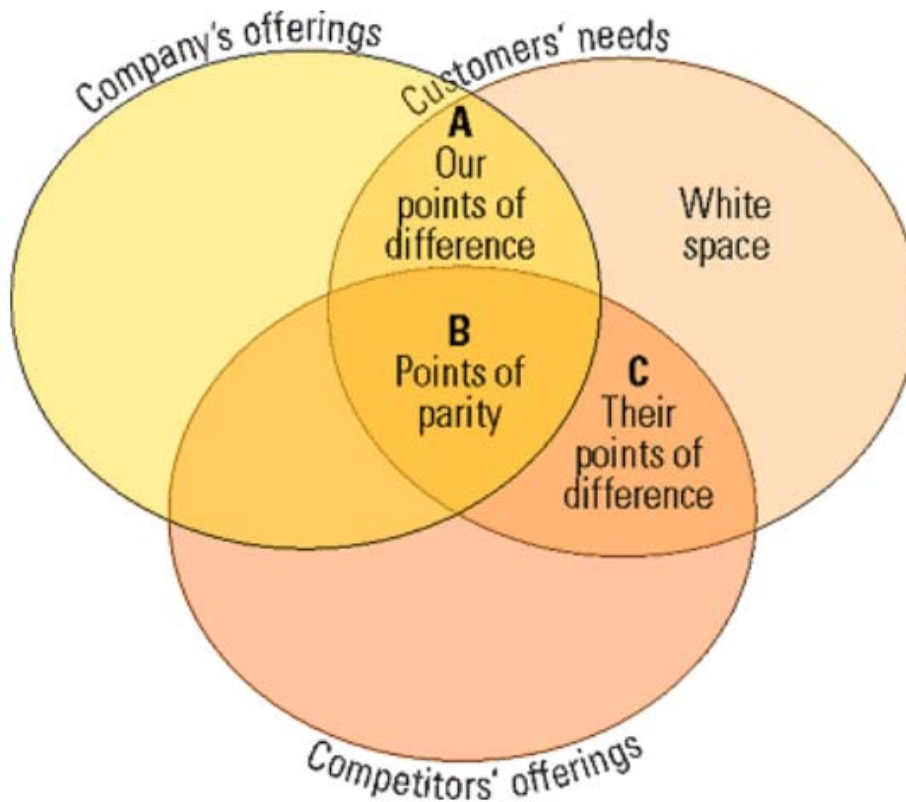 Company's offerings
Customers' needs
A
Our
points of
difference
White
space
B
Points of
parity
C
Their
points of
difference
Competitors' offerings